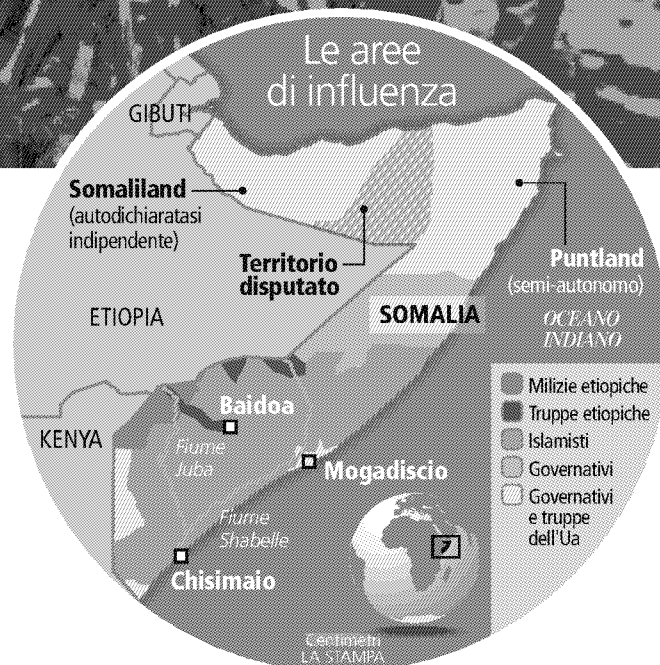 Le aree
di influenza
GIBUTI
Somaliland
(autodichiaratasi
indipendente)
Territorio
disputato
Puntland
(semi-autonomo)
ETIOPIA
SOMALIA
OCEANO
INDIANO
Milizie etiopiche
Truppe etiopiche
Islamisti
Governativi
Governativi
e truppe
dell'Ua
KENYA
Baidoa
Fiume
Juba
Mogadiscio
Fiume
Shabelle
Chisimaio
Centimetri
LA STAMPA